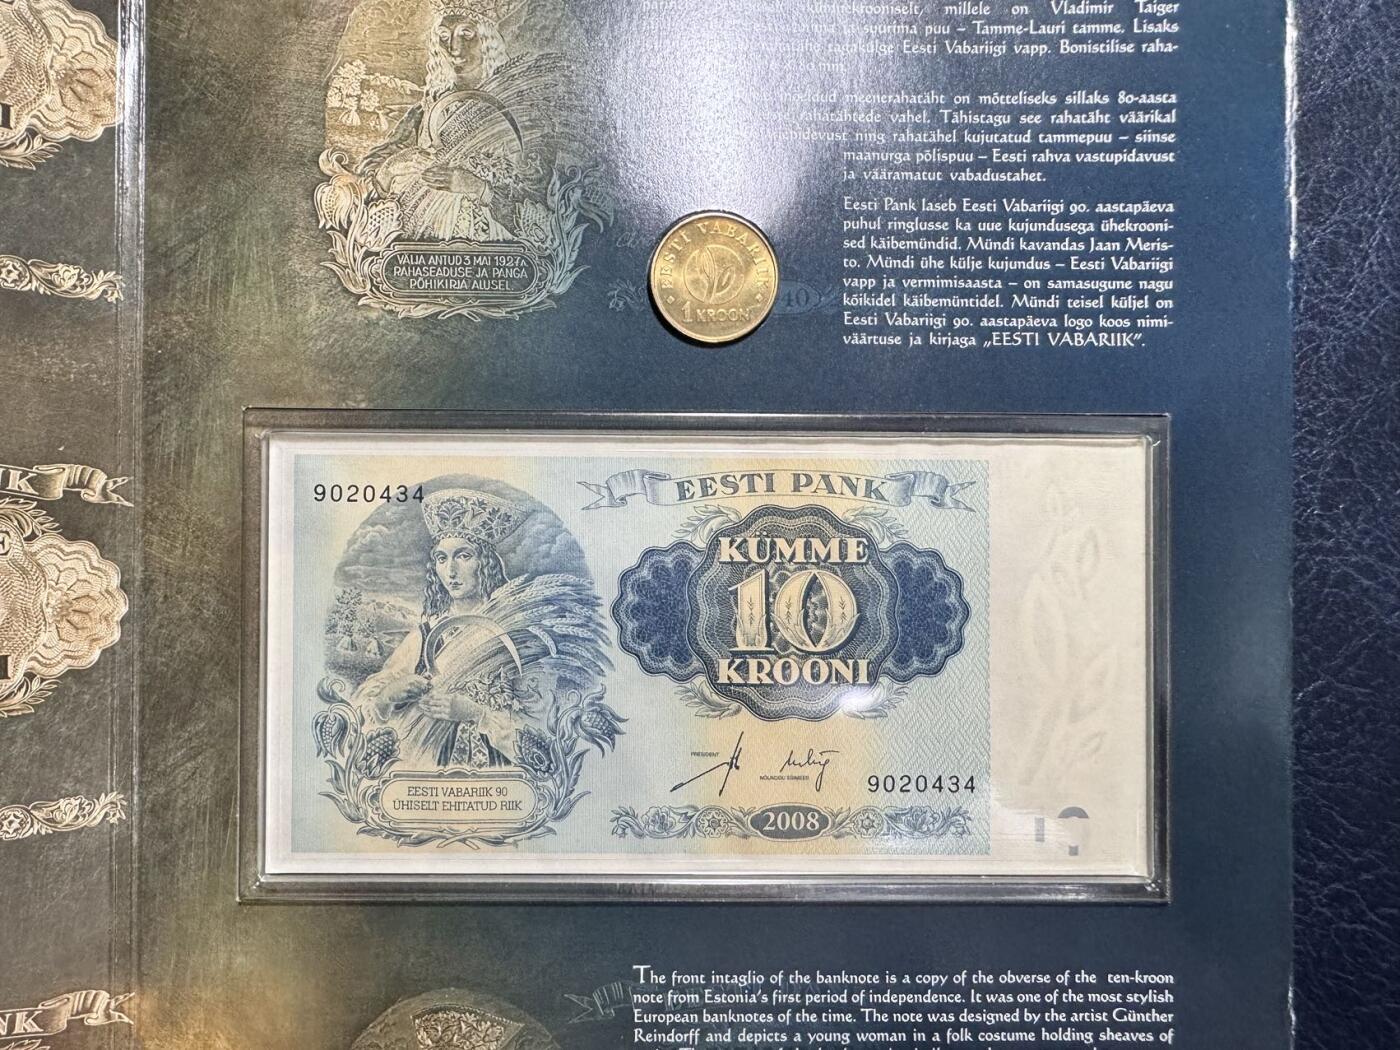 kümnekrooniselt, millele on Vladimir Taiger
suurima puu – Tamme-Lauri tamme. Lisaks
rahatähe tagakülge Eesti Vabariigi vapp. Bonistilise raha-
mm.
mõeldud meenerahatäht on mõtteliseks sillaks 80-aasta
rahatähtede vahel. Tähistagu see rahatäht väärikal
ning rahatähel kujutatud tammepuu – siinse
maanurga põlispuu – Eesti rahva vastupidavust
ja vääramatut vabadustahet.
Eesti Pank laseb Eesti Vabariigi 90. aastapäeva
puhul ringlusse ka uue kujundusega ühekrooni-
sed käibemündid. Mündi kavandas Jaan Meris-
to. Mündi ühe külje kujundus – Eesti Vabariigi
vapp ja vermimisaasta – on samasugune nagu
kõikidel käibemüntidel. Mündi teisel küljel on
Eesti Vabariigi 90. aastapäeva logo koos nimi-
väärtuse ja kirjaga „EESTI VABARIIK”.
VÄLJA ANTUD 3 MAI 1927A
RAHASEADUSE JA PANGA
PÕHIKIRJA ALUSEL.
EESTI VABARIIK
1 KROON
9020434
EESTI PANK
KÜMME
10
KROONI
PRESIDENT
NÕUKOGU ESIMEES
9020434
EESTI VABARIIK 90
ÜHISELT EHITATUD RIIK
2008
The front intaglio of the banknote is a copy of the obverse of the ten-kroon
note from Estonia's first period of independence. It was one of the most stylish
European banknotes of the time. The note was designed by the artist Günther
Reindorff and depicts a young woman in a folk costume holding sheaves of